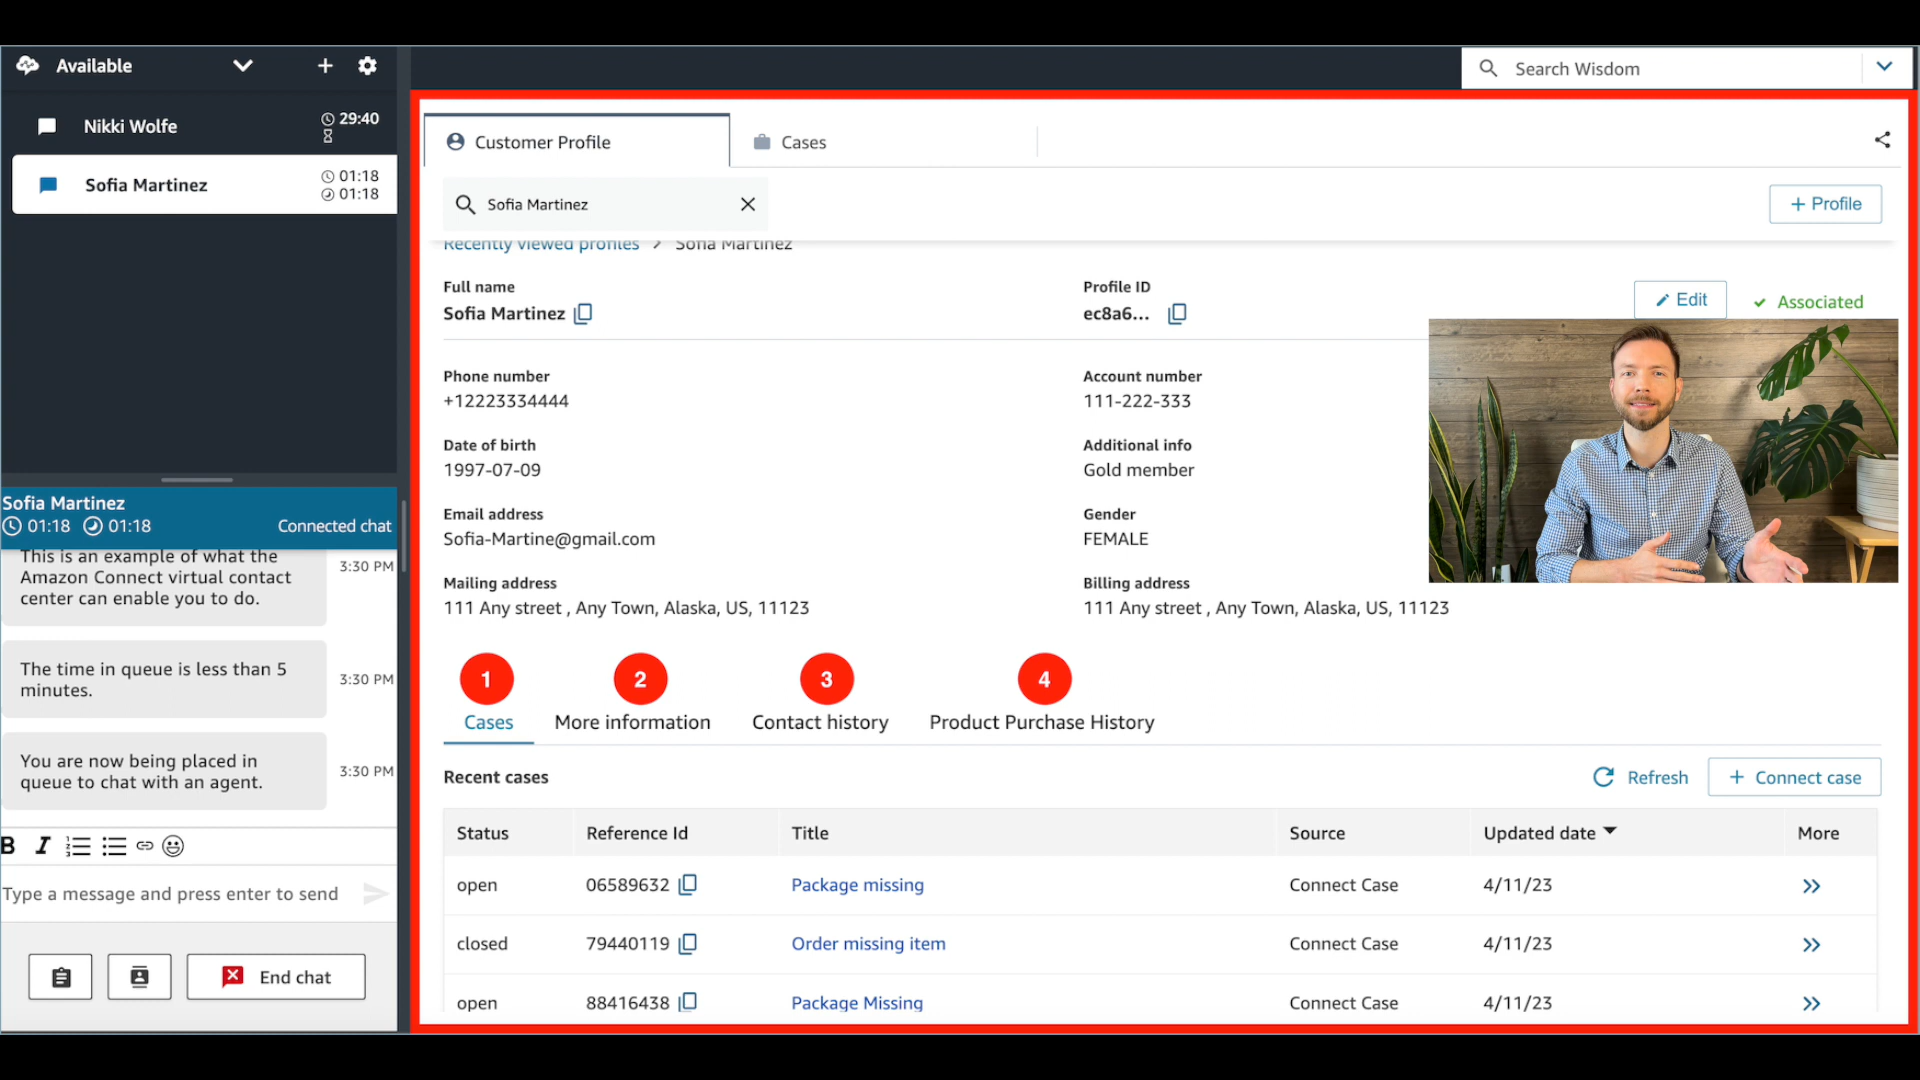 Available
Nikki Wolfe
29:40
Sofia Martinez
01:18
01:18
Sofia Martinez
01:18 01:18 Connected chat
This is an example of what the
Amazon Connect virtual contact
center can enable you to do.
3:30 PM
The time in queue is less than 5
minutes.
3:30 PM
You are now being placed in
queue to chat with an agent.
3:30 PM
B I
Type a message and press enter to send
End chat
Search Wisdom
Customer Profile
Cases
Sofia Martinez
+ Profile
Recently viewed profiles > Sofia Martinez
Full name
Sofia Martinez
Profile ID
ec8a6...
Edit
Associated
Phone number
+12223334444
Account number
111-222-333
Date of birth
1997-07-09
Additional info
Gold member
Email address
Sofia-Martine@gmail.com
Gender
FEMALE
Mailing address
111 Any street , Any Town, Alaska, US, 11123
Billing address
111 Any street , Any Town, Alaska, US, 11123
1 2 3 4
Cases More information Contact history Product Purchase History
Recent cases
Refresh
+ Connect case
Status Reference Id Title Source Updated date More
open 06589632 Package missing Connect Case 4/11/23
closed 79440119 Order missing item Connect Case 4/11/23
open 88416438 Package Missing Connect Case 4/11/23